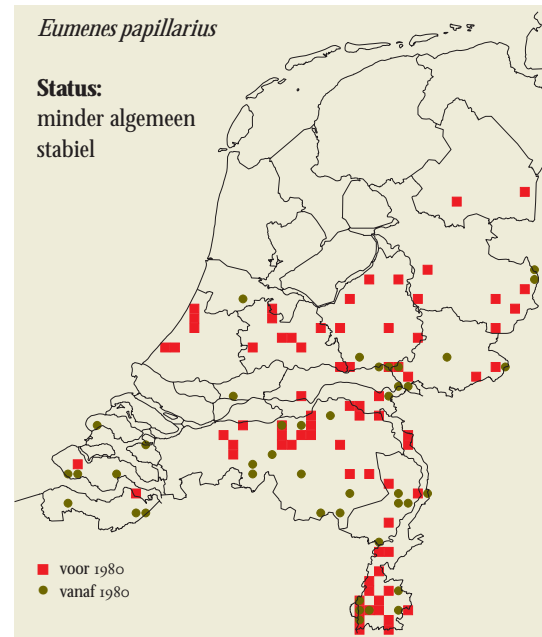 Eumenes papillarius
Status:
minder algemeen
stabiel
voor 1980
vanaf 1980